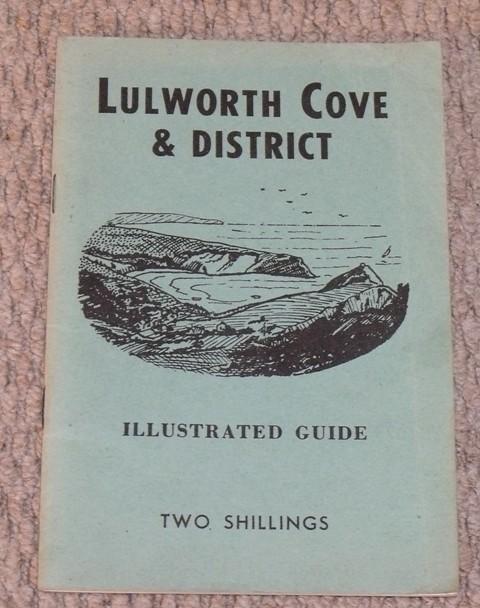 LULWORTH COVE
& DISTRICT
ILLUSTRATED GUIDE
TWO SHILLINGS